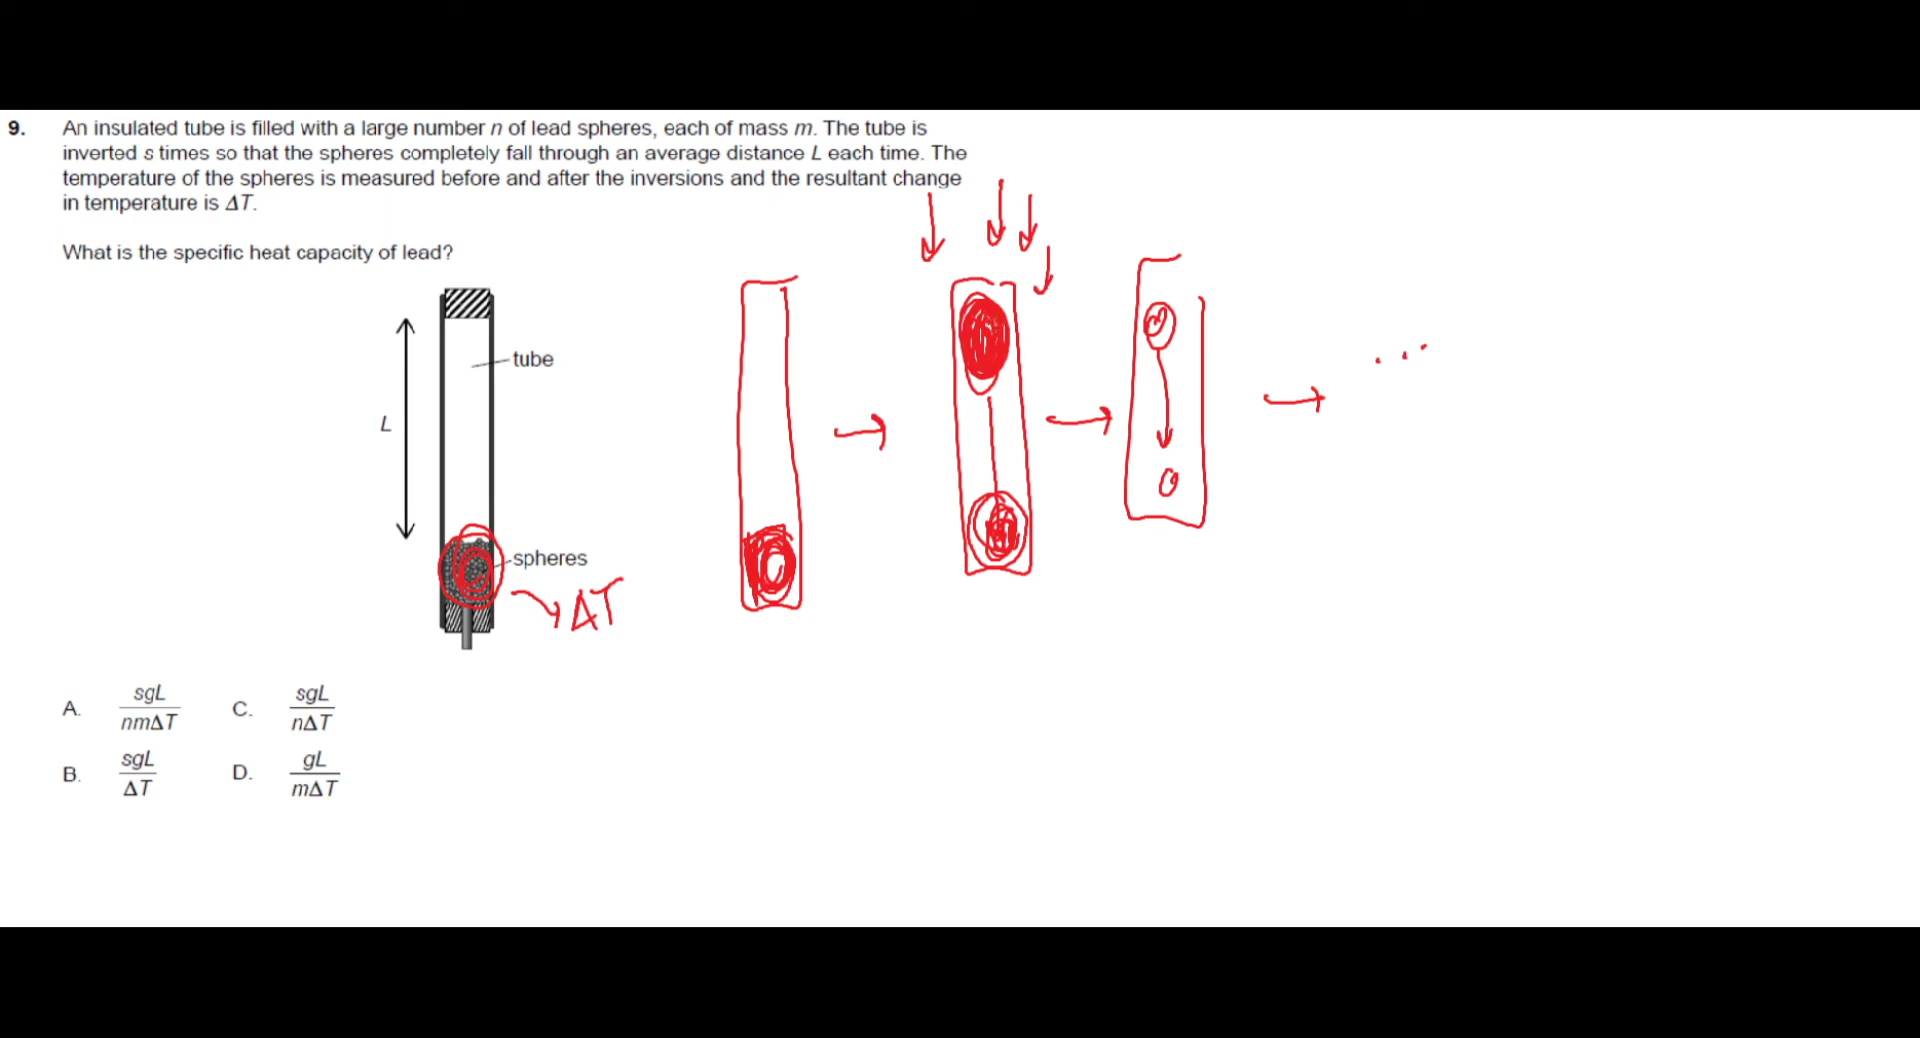 9. An insulated tube is filled with a large number n of lead spheres, each of mass m. The tube is
inverted s times so that the spheres completely fall through an average distance L each time. The
temperature of the spheres is measured before and after the inversions and the resultant change
in temperature is ΔT.
What is the specific heat capacity of lead?
tube
L
spheres
ΔT
A. sgL / nmΔT C. sgL / nΔT
B. sgL / ΔT D. gL / mΔT